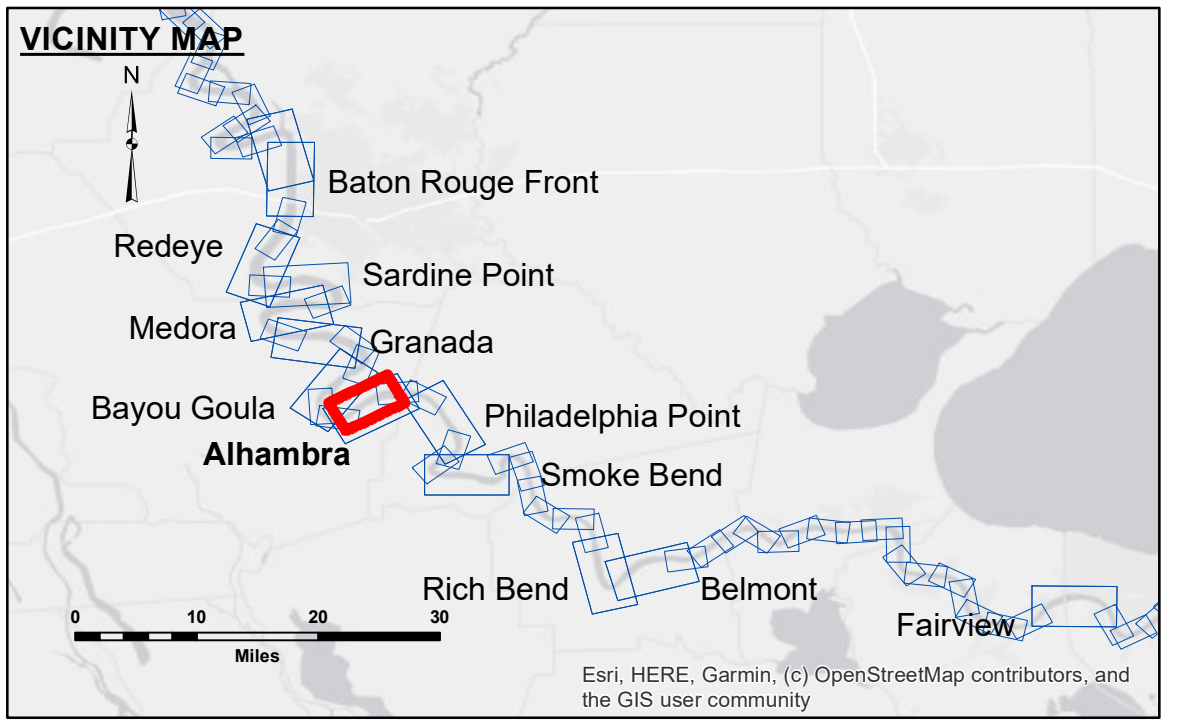 VICINITY MAP
N
Baton Rouge Front
Redeye
Sardine Point
Medora
Granada
Bayou Goula
Philadelphia Point
Alhambra
Smoke Bend
Rich Bend
Belmont
Fairview
0 10 20 30
Miles
Esri, HERE, Garmin, (c) OpenStreetMap contributors, and
the GIS user community